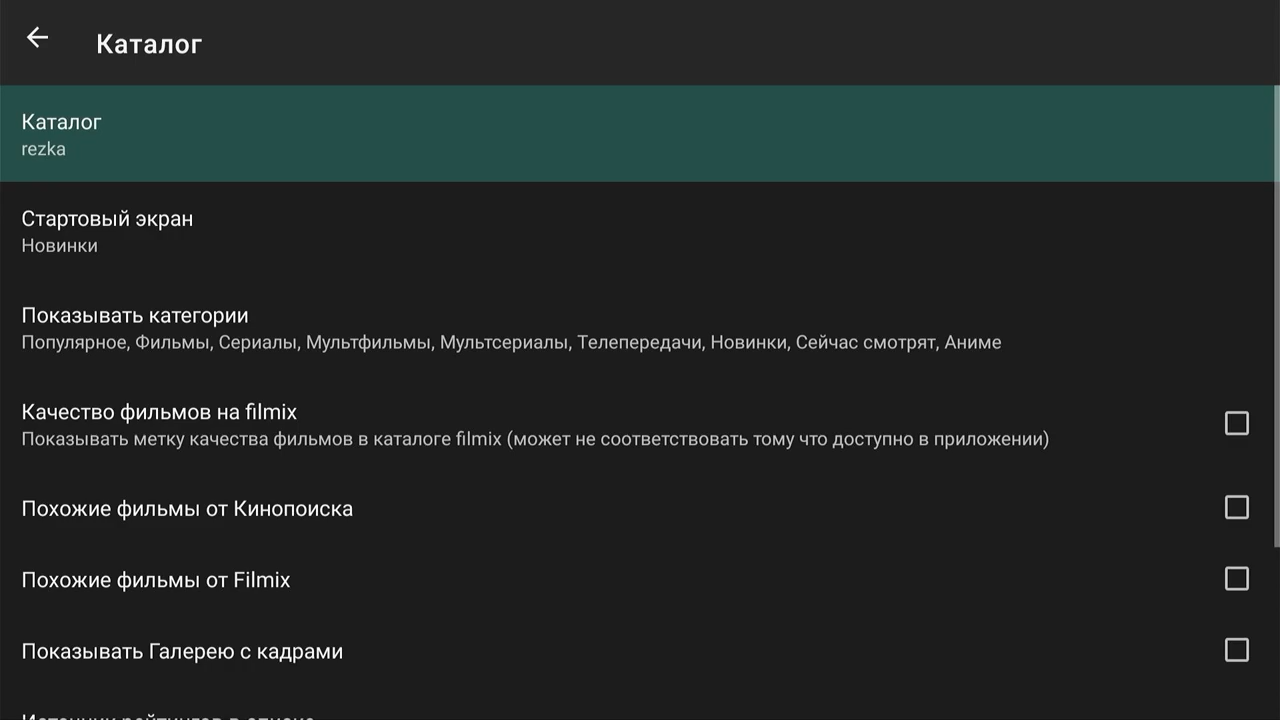 Каталог
Каталог
rezka
Стартовый экран
Новинки
Показывать категории
Популярное, Фильмы, Сериалы, Мультфильмы, Мультсериалы, Телепередачи, Новинки, Сейчас смотрят, Аниме
Качество фильмов на filmix
Показывать метку качества фильмов в каталоге filmix (может не соответствовать тому что доступно в приложении)
Похожие фильмы от Кинопоиска
Похожие фильмы от Filmix
Показывать Галерею с кадрами